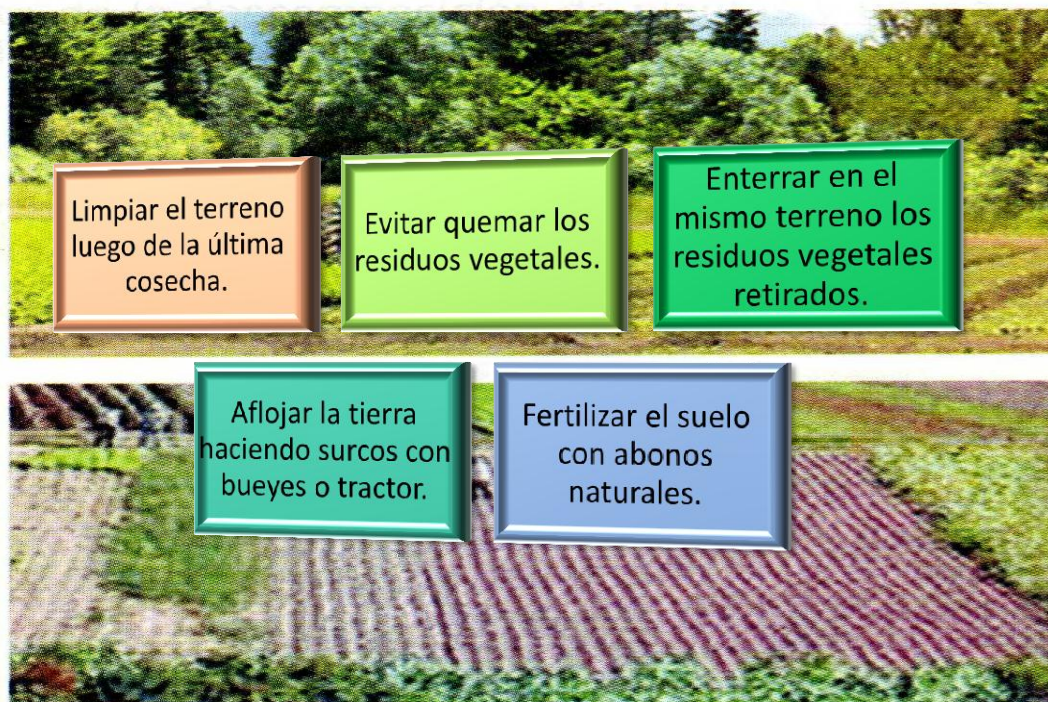 Limpiar el terreno
luego de la última
cosecha.
Evitar quemar los
residuos vegetales.
Enterrar en el
mismo terreno los
residuos vegetales
retirados.
Aflojar la tierra
haciendo surcos con
bueyes o tractor.
Fertilizar el suelo
con abonos
naturales.